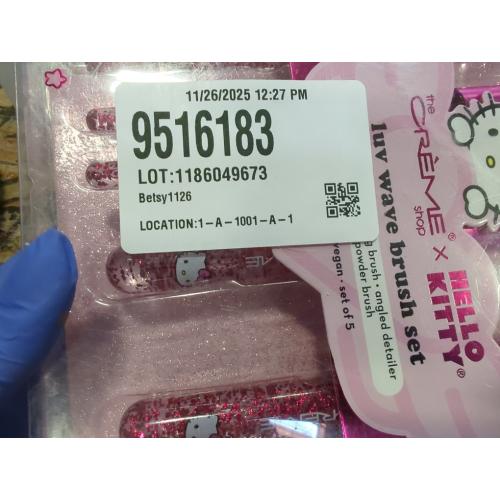 11/26/2025 12:27 PM
9516183
LOT:1186049673
Betsy1126
LOCATION:1-A-1001-A-1
the
CRÈME®
shop
×
HELLO
KITTY®
luv wave brush set
brush • angled detailer
powder brush
vegan • set of 5